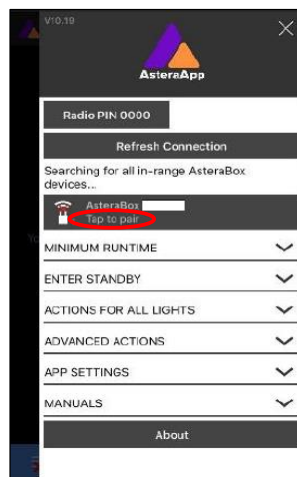 V10.19
AsteraApp
Radio PIN 0000
Refresh Connection
Searching for all in-range AsteraBox
devices...
AsteraBox
Tap to pair
MINIMUM RUNTIME
ENTER STANDBY
ACTIONS FOR ALL LIGHTS
ADVANCED ACTIONS
APP SETTINGS
MANUALS
About